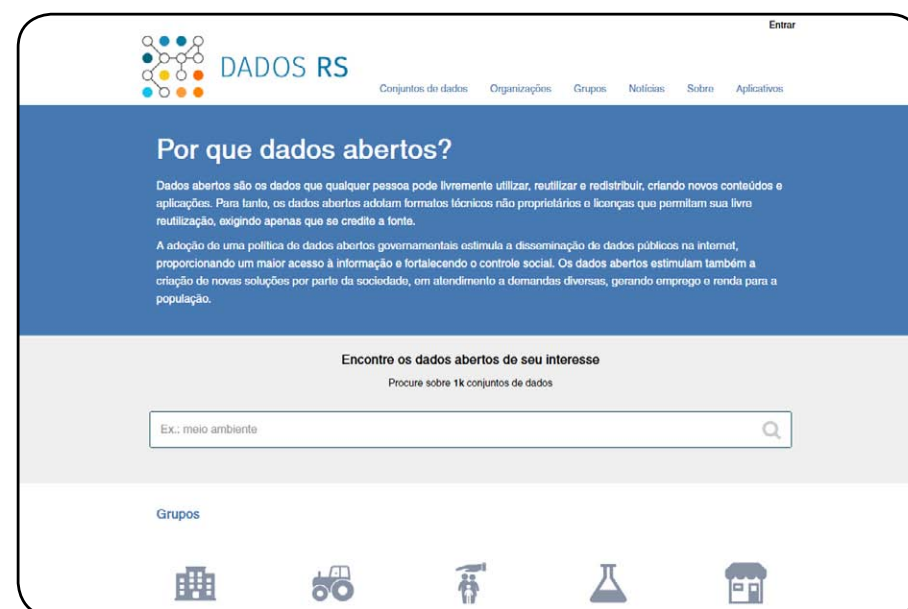 Entrar
DADOS RS
Conjuntos de dados Organizações Grupos Notícias Sobre Aplicativos
Por que dados abertos?
Dados abertos são os dados que qualquer pessoa pode livremente utilizar, reutilizar e redistribuir, criando novos conteúdos e
aplicações. Para tanto, os dados abertos adotam formatos técnicos não proprietários e licenças que permitam sua livre
reutilização, exigindo apenas que se credite a fonte.
A adoção de uma política de dados abertos governamentais estimula a disseminação de dados públicos na internet,
proporcionando um maior acesso à informação e fortalecendo o controle social. Os dados abertos estimulam também a
criação de novas soluções por parte da sociedade, em atendimento a demandas diversas, gerando emprego e renda para a
população.
Encontre os dados abertos de seu interesse
Procure sobre 1k conjuntos de dados
Ex.: meio ambiente
Grupos